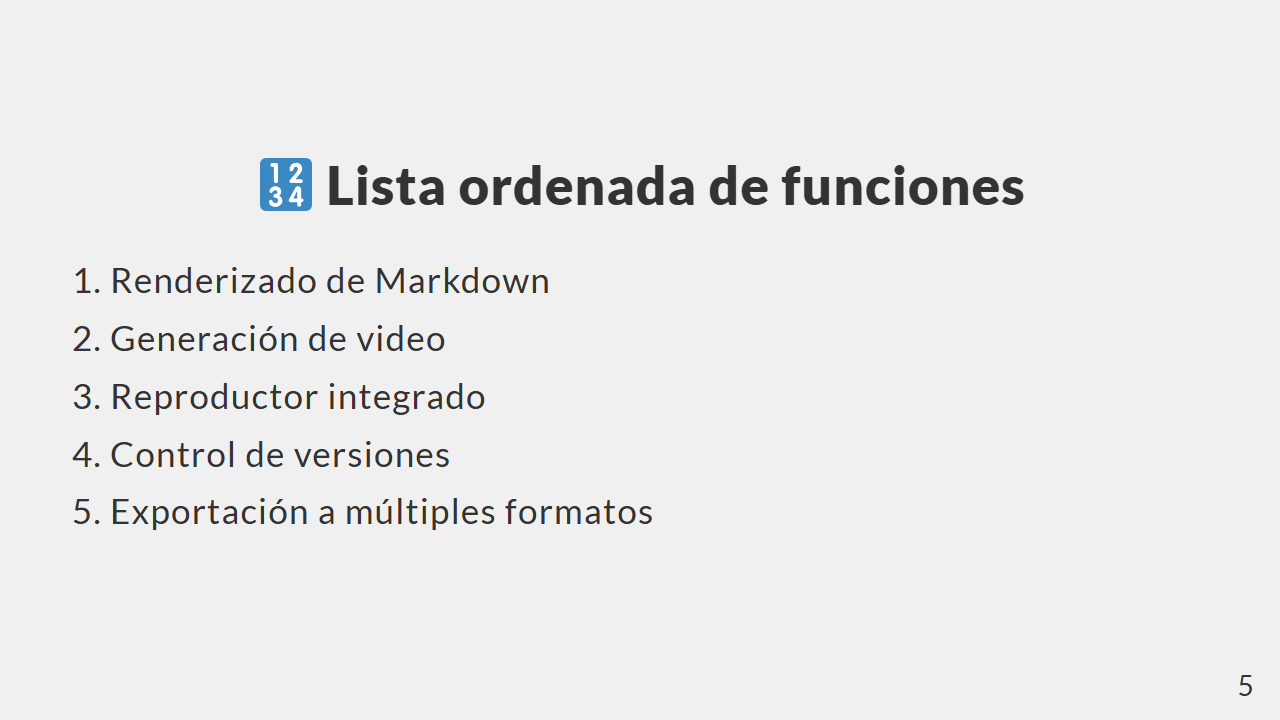 🔢 Lista ordenada de funciones
1. Renderizado de Markdown
2. Generación de video
3. Reproductor integrado
4. Control de versiones
5. Exportación a múltiples formatos
5